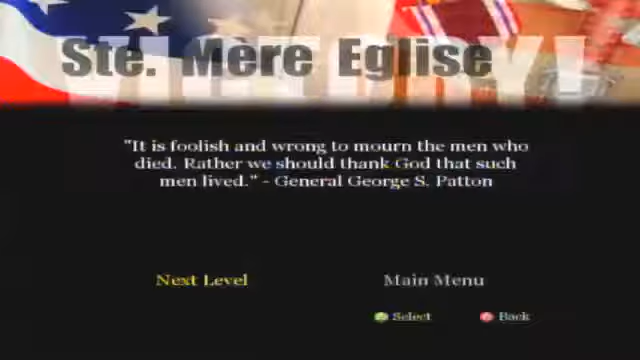 VICTORY!
Ste. Mère Eglise
"It is foolish and wrong to mourn the men who
died. Rather we should thank God that such
men lived." - General George S. Patton
Next Level Main Menu
Select Back